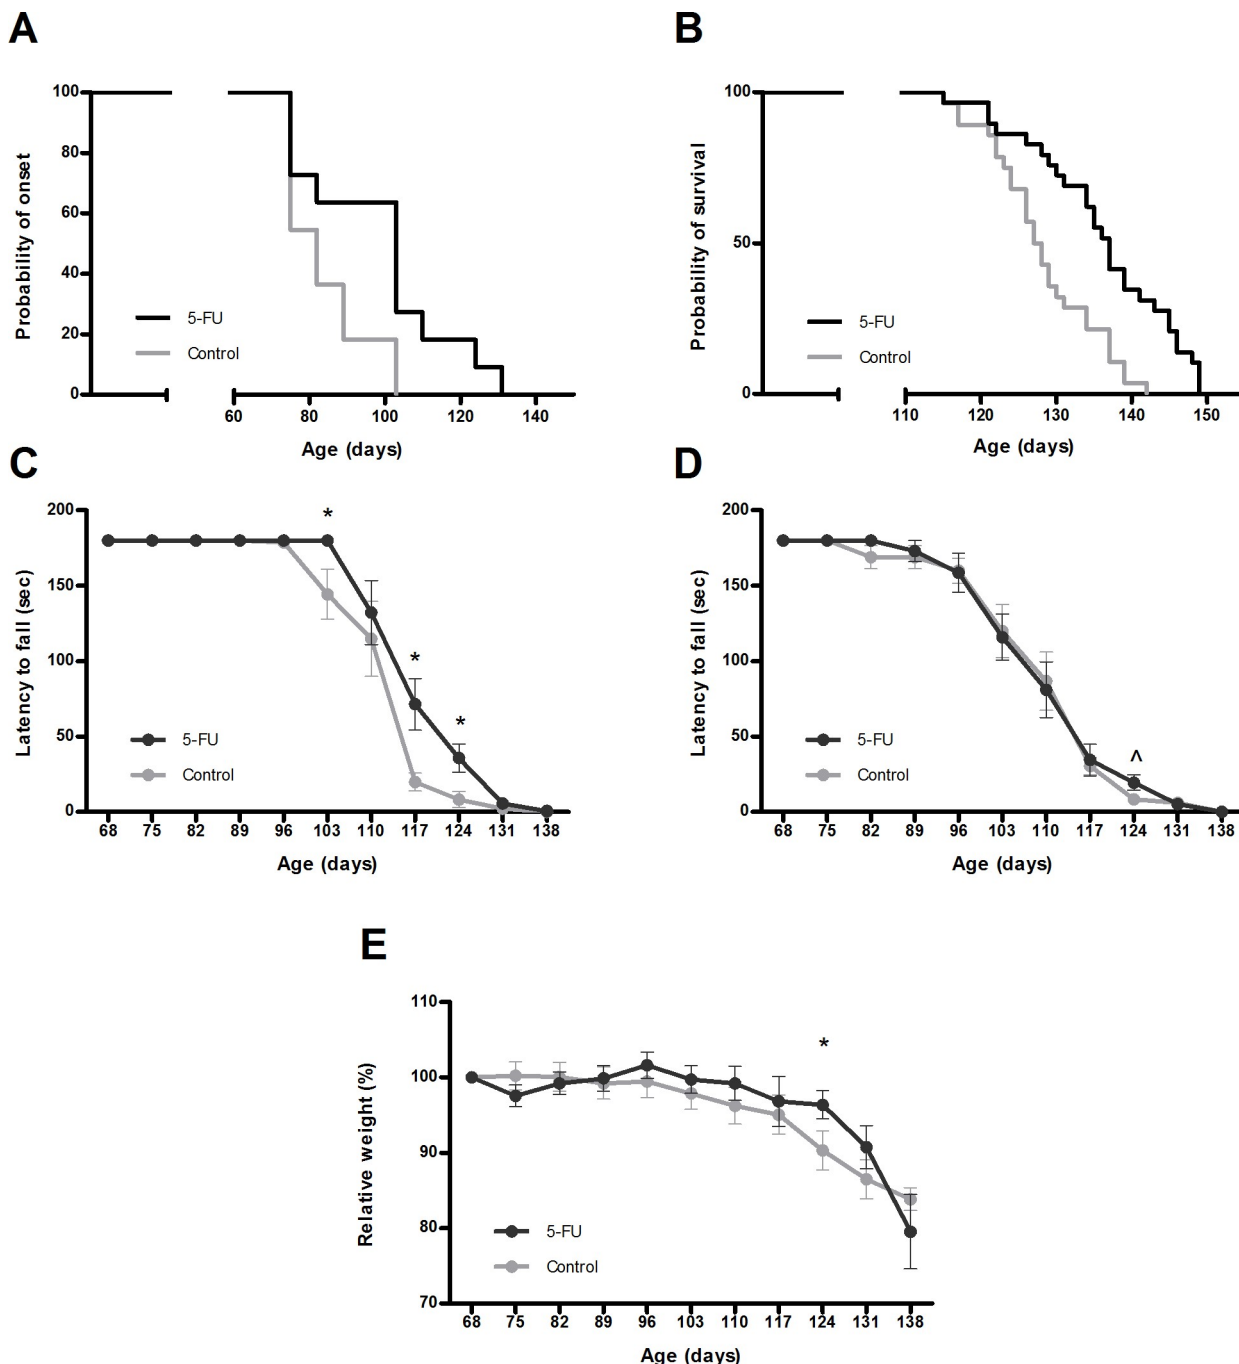 A
B
100
80
60
40
20
0
Probability of onset
5-FU
Control
60 80 100 120 140
Age (days)
100
50
0
Probability of survival
5-FU
Control
110 120 130 140 150
Age (days)
C
D
200
150
100
50
0
Latency to fall (sec)
*
*
*
5-FU
Control
68 75 82 89 96 103 110 117 124 131 138
Age (days)
200
150
100
50
0
Latency to fall (sec)
^
5-FU
Control
68 75 82 89 96 103 110 117 124 131 138
Age (days)
E
110
100
90
80
70
Relative weight (%)
*
5-FU
Control
68 75 82 89 96 103 110 117 124 131 138
Age (days)